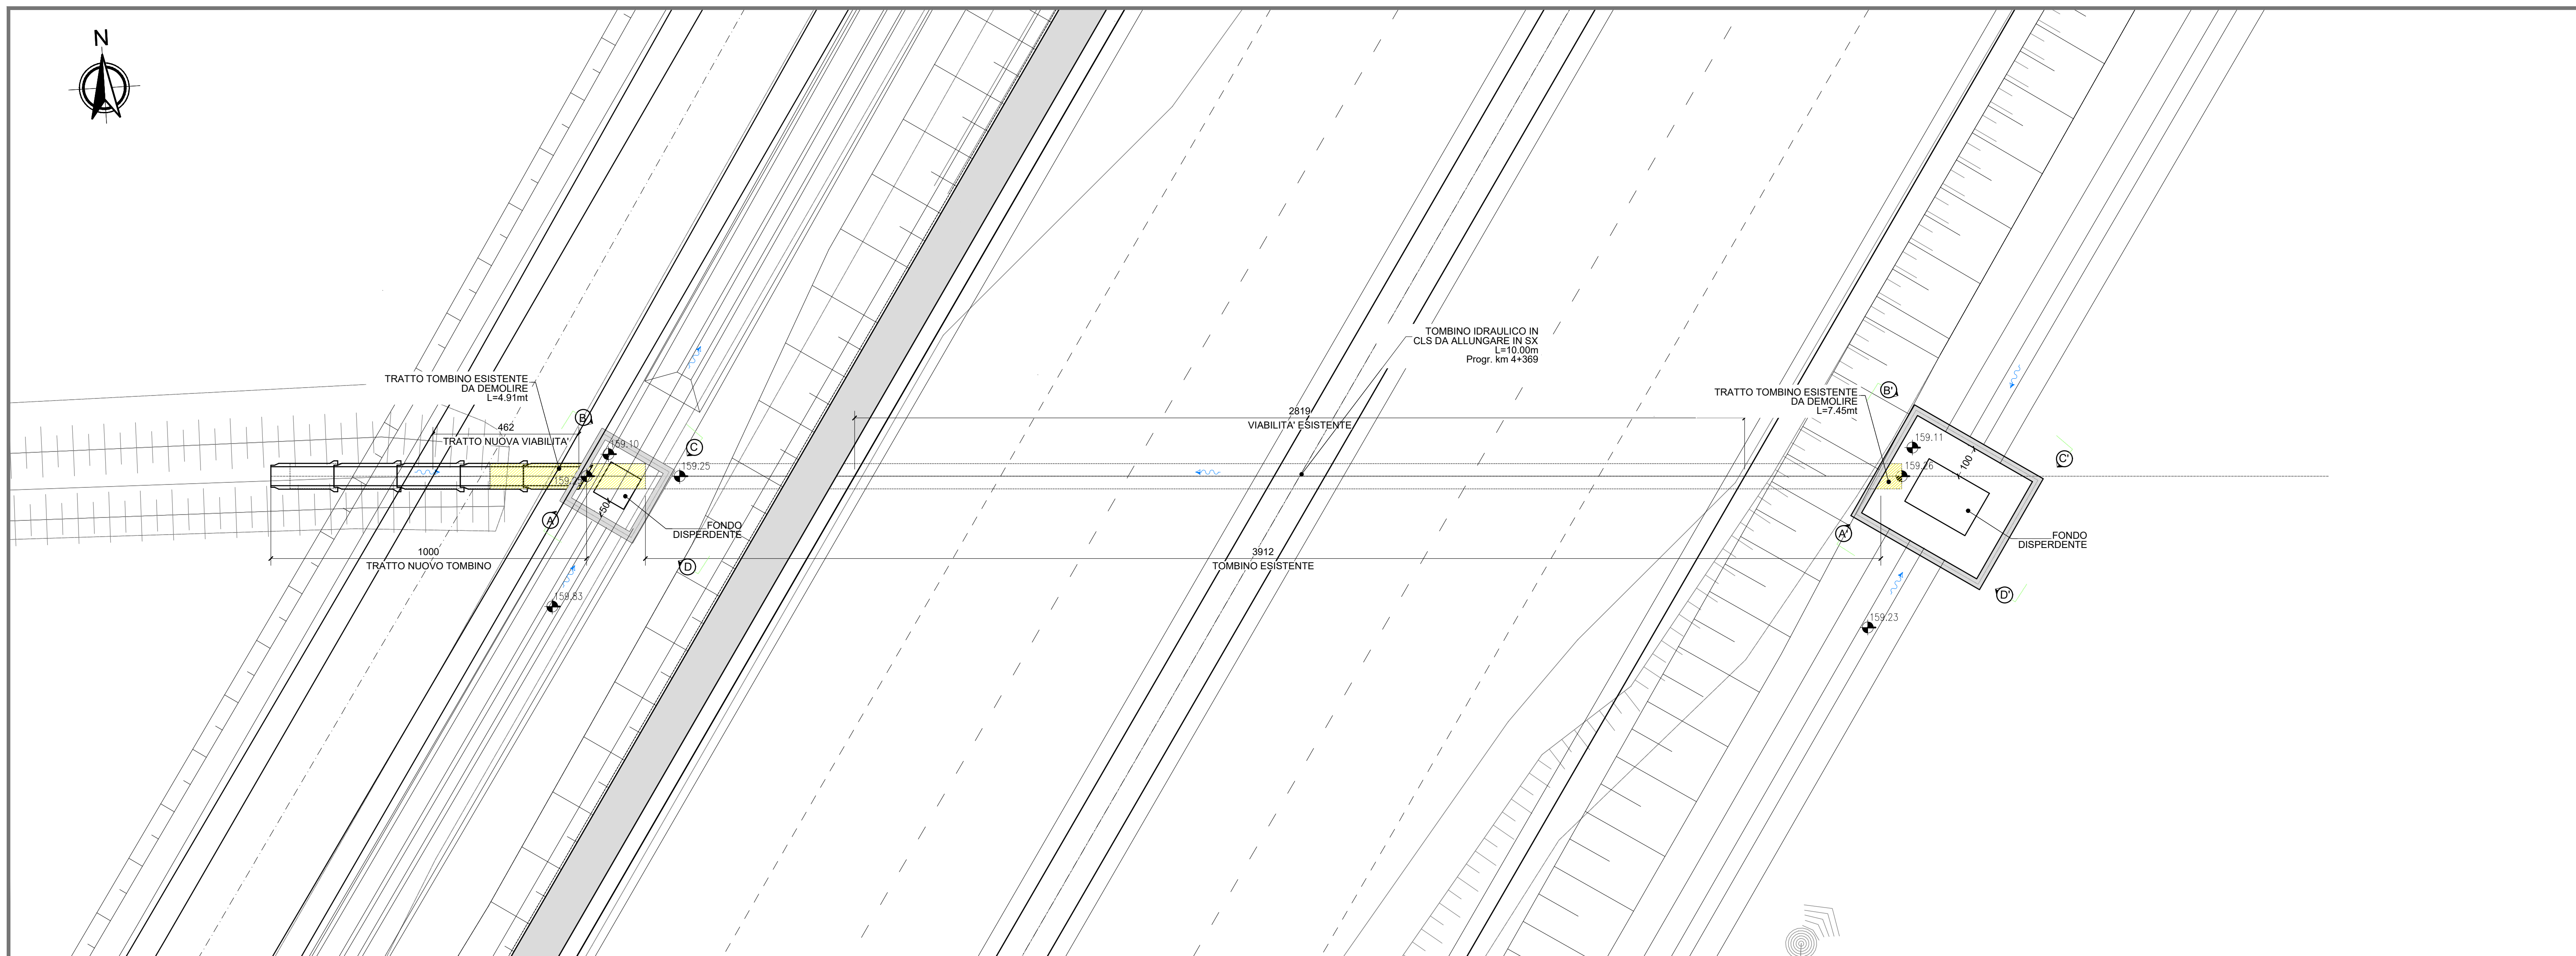 N
TOMBINO IDRAULICO IN
CLS DA ALLUNGARE IN SX
L=10.00m
Progr. km 4+369
TRATTO TOMBINO ESISTENTE
DA DEMOLIRE
L=4.91mt
TRATTO TOMBINO ESISTENTE
DA DEMOLIRE
L=7.45mt
B
B'
2819
VIABILITA' ESISTENTE
462
TRATTO NUOVA VIABILITA'
159.10
C
159.25
159.11
C'
159.26
100
A
50
FONDO
DISPERDENTE
A'
FONDO
DISPERDENTE
1000
TRATTO NUOVO TOMBINO
3912
TOMBINO ESISTENTE
D
D'
159.83
159.23